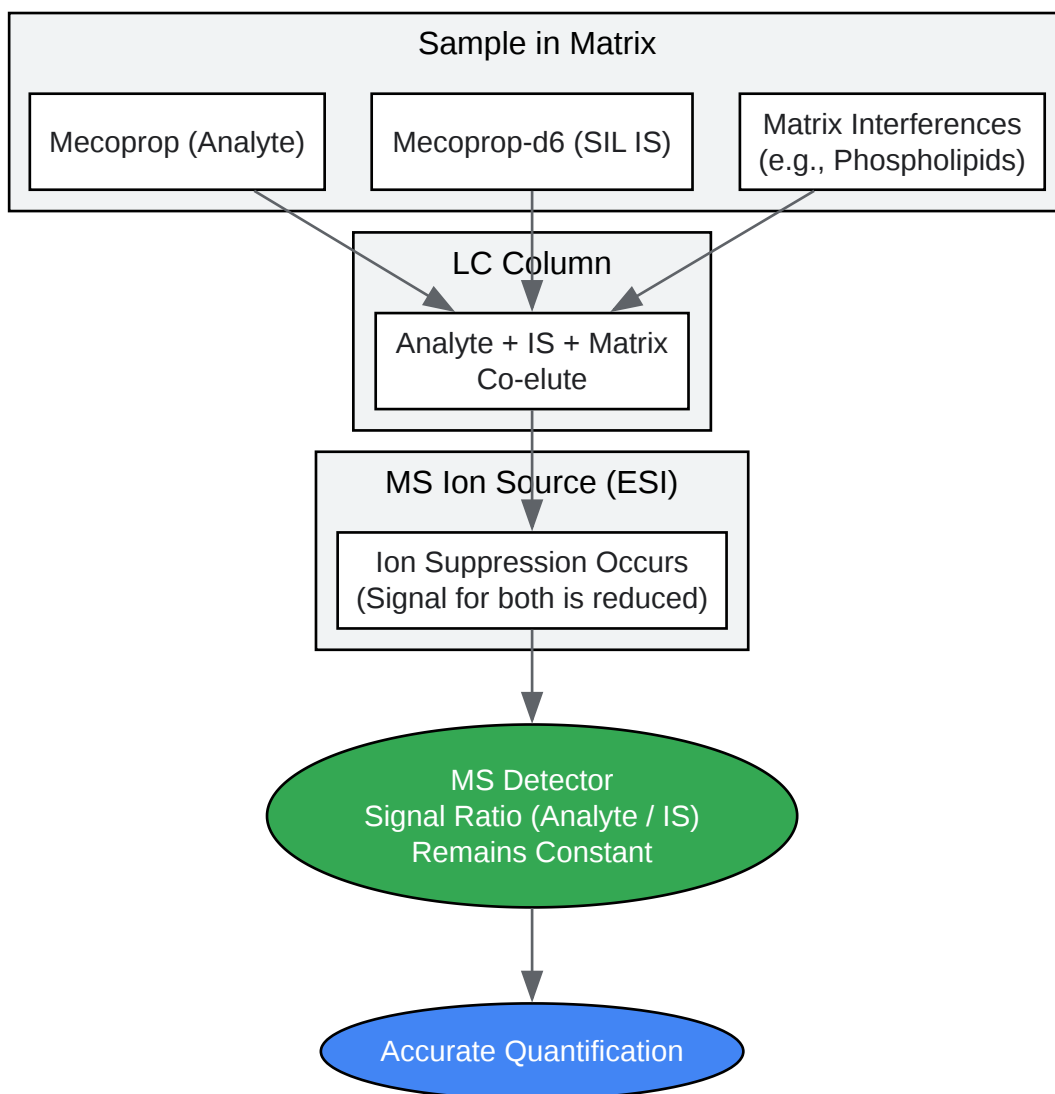 Sample in Matrix
Mecoprop (Analyte)
Mecoprop-d6 (SIL IS)
Matrix Interferences
(e.g., Phospholipids)
LC Column
Analyte + IS + Matrix
Co-elute
MS Ion Source (ESI)
Ion Suppression Occurs
(Signal for both is reduced)
MS Detector
Signal Ratio (Analyte / IS)
Remains Constant
Accurate Quantification